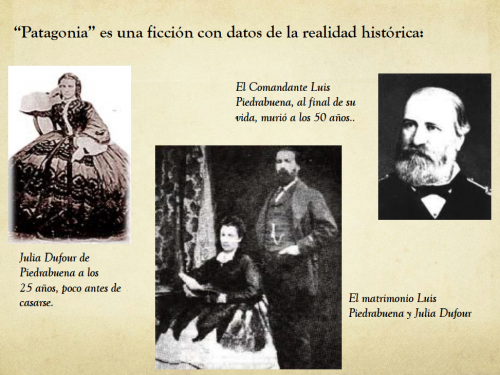 “Patagonia” es una ficción con datos de la realidad histórica:
El Comandante Luis
Piedrabuena, al final de su
vida, murió a los 50 años..
Julia Dufour de
Piedrabuena a los
25 años, poco antes de
casarse.
El matrimonio Luis
Piedrabuena y Julia Dufour